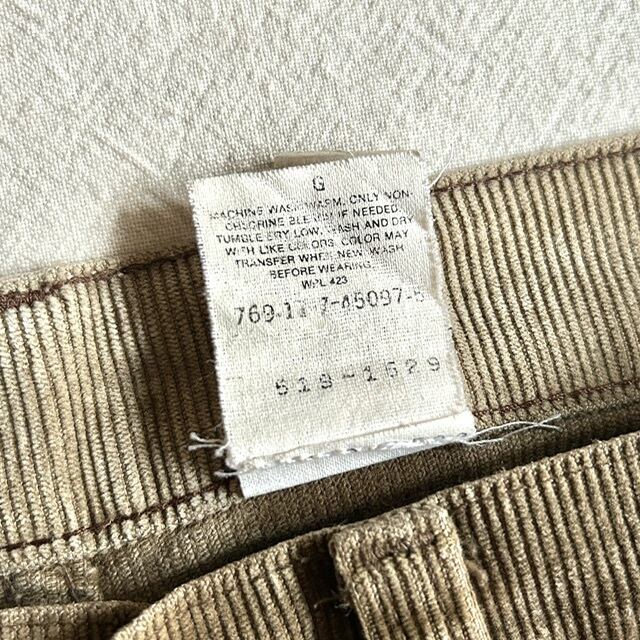 G
MACHINE WASH WARM, ONLY NON-
CHLORINE BLEACH IF NEEDED.
TUMBLE DRY LOW. WASH AND DRY
WITH LIKE COLORS. COLOR MAY
TRANSFER WHEN NEW. WASH
BEFORE WEARING.
WPL 423
519-1629